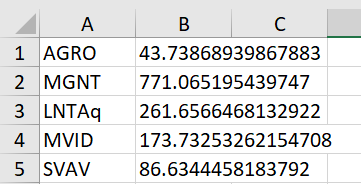 A B C
1 AGRO 43.73868939867883
2 MGNT 771.065195439747
3 LNTAq 261.6566468132922
4 MVID 173.73253262154708
5 SVAV 86.6344458183792